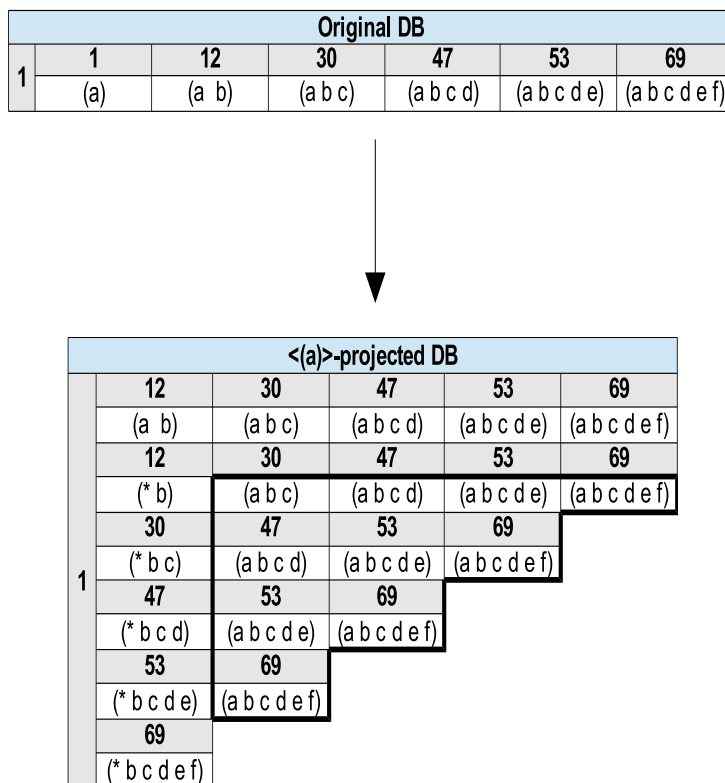 Original DB
1 12 30 47 53 69
1
(a) (a b) (a b c) (a b c d) (a b c d e) (a b c d e f)
<(a)>-projected DB
12 30 47 53 69
(a b) (a b c) (a b c d) (a b c d e) (a b c d e f)
12 30 47 53 69
(* b) (a b c) (a b c d) (a b c d e) (a b c d e f)
30 47 53 69
(* b c) (a b c d) (a b c d e) (a b c d e f)
1
47 53 69
(* b c d) (a b c d e) (a b c d e f)
53 69
(* b c d e) (a b c d e f)
69
(* b c d e f)